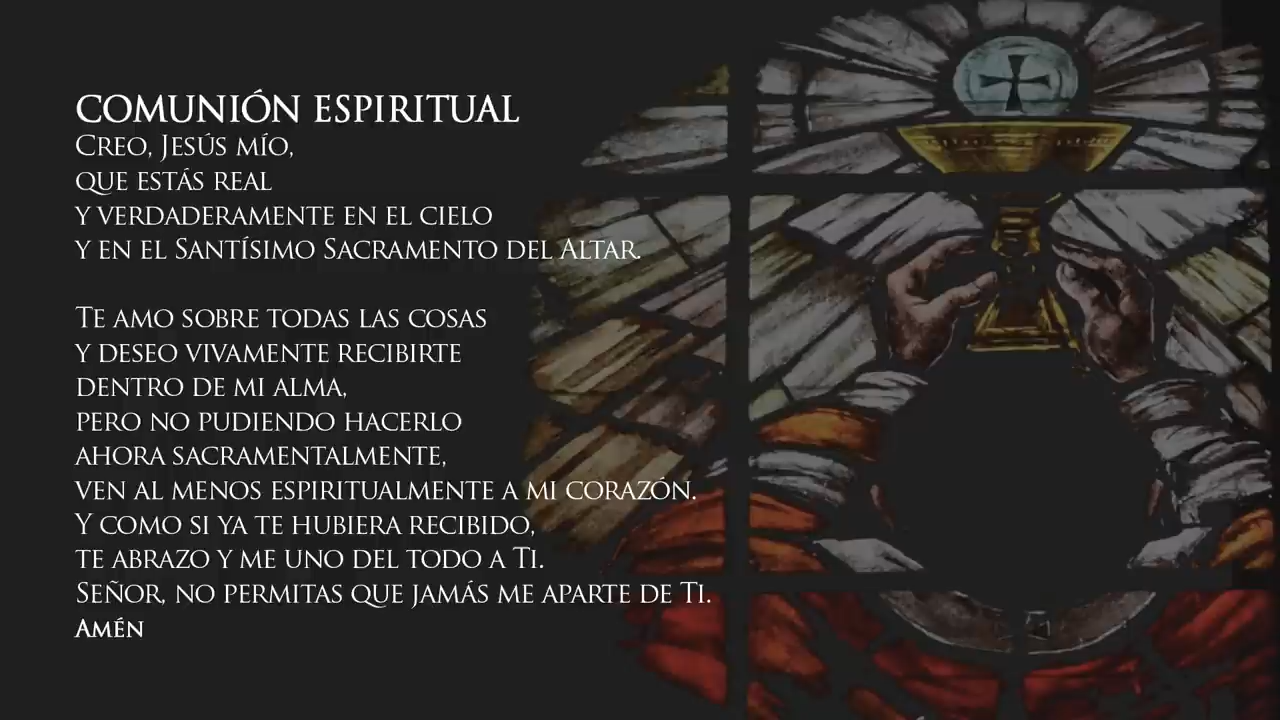 COMUNIÓN ESPIRITUAL
CREO, JESÚS MÍO,
QUE ESTÁS REAL
Y VERDADERAMENTE EN EL CIELO
Y EN EL SANTÍSIMO SACRAMENTO DEL ALTAR.
TE AMO SOBRE TODAS LAS COSAS
Y DESEO VIVAMENTE RECIBIRTE
DENTRO DE MI ALMA,
PERO NO PUDIENDO HACERLO
AHORA SACRAMENTALMENTE,
VEN AL MENOS ESPIRITUALMENTE A MI CORAZÓN.
Y COMO SI YA TE HUBIERA RECIBIDO,
TE ABRAZO Y ME UNO DEL TODO A TI.
SEÑOR, NO PERMITAS QUE JAMÁS ME APARTE DE TI.
AMÉN